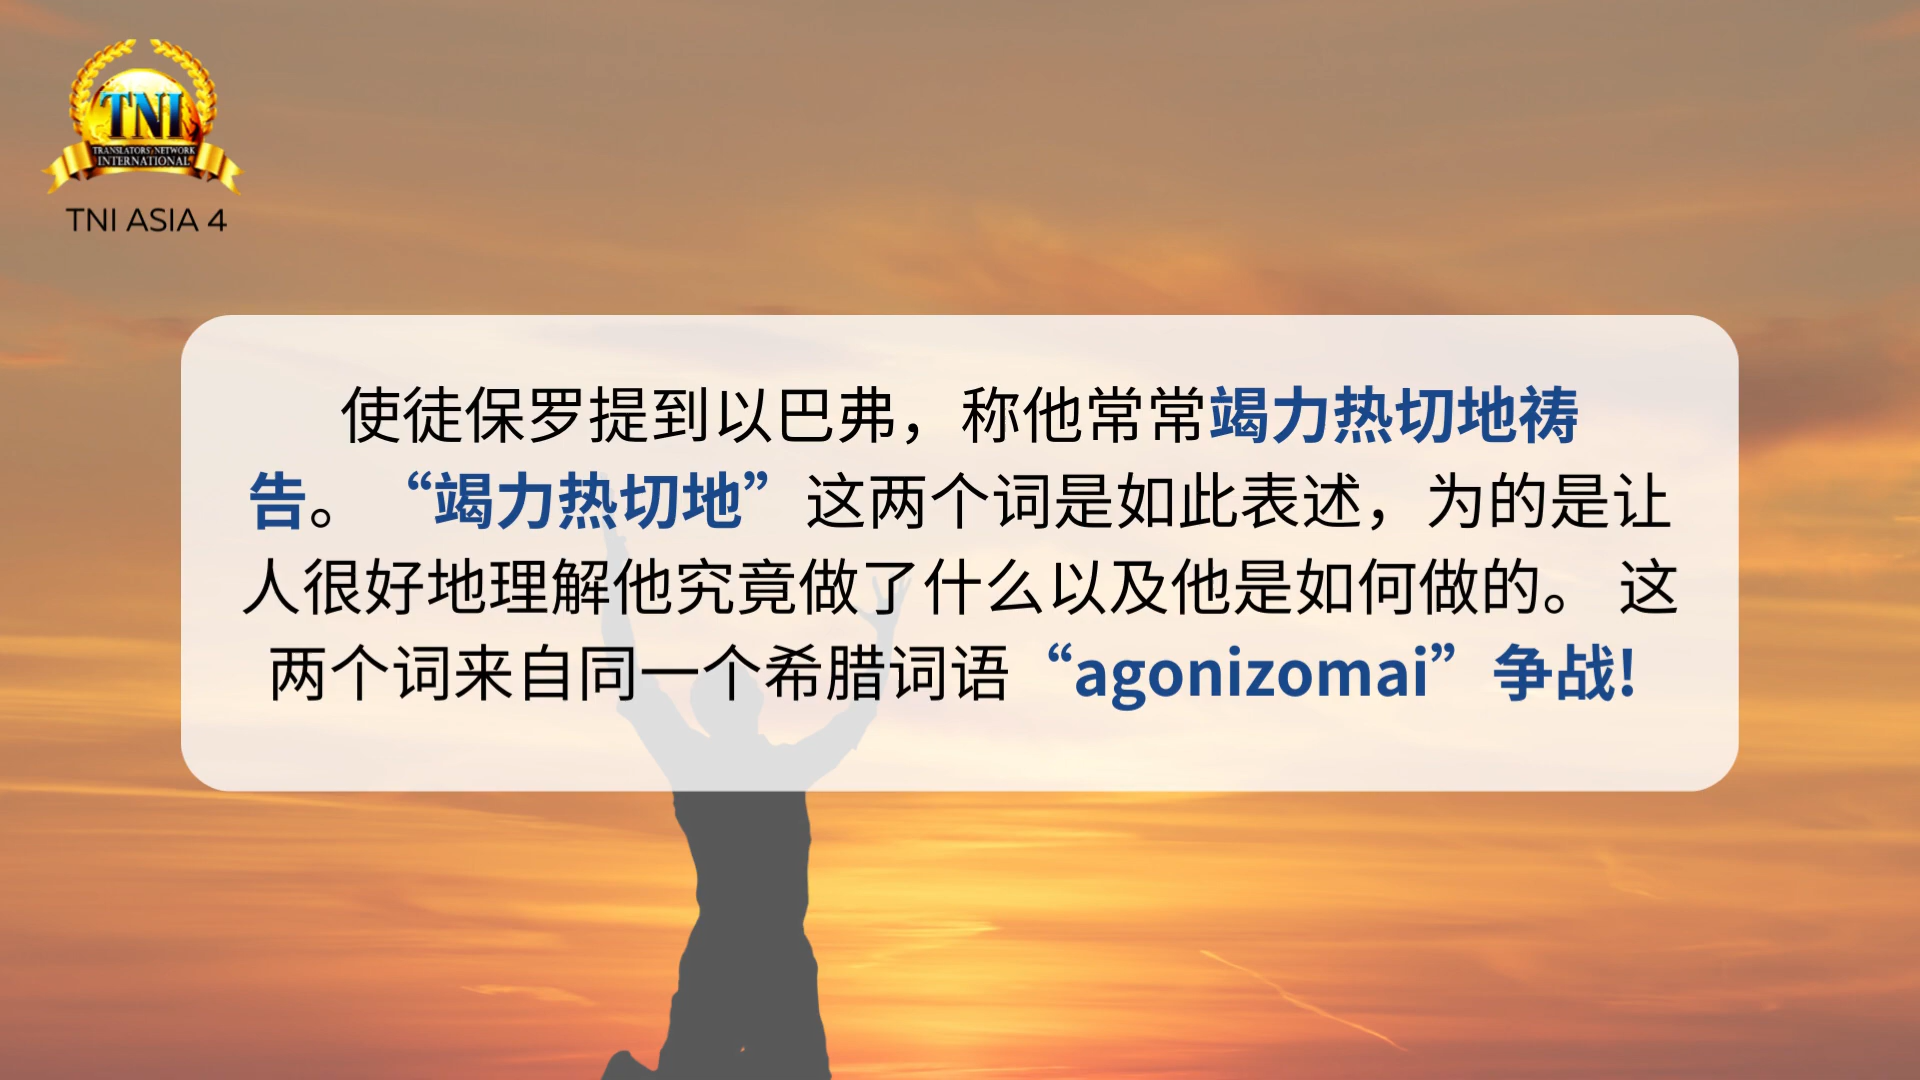 TNI
TRANSLATORS' NETWORK
INTERNATIONAL
TNI ASIA 4
使徒保罗提到以巴弗，称他常常竭力热切地祷
告。 “竭力热切地”这两个词是如此表述，为的是让
人很好地理解他究竟做了什么以及他是如何做的。 这
两个词来自同一个希腊词语“agonizomai”争战!